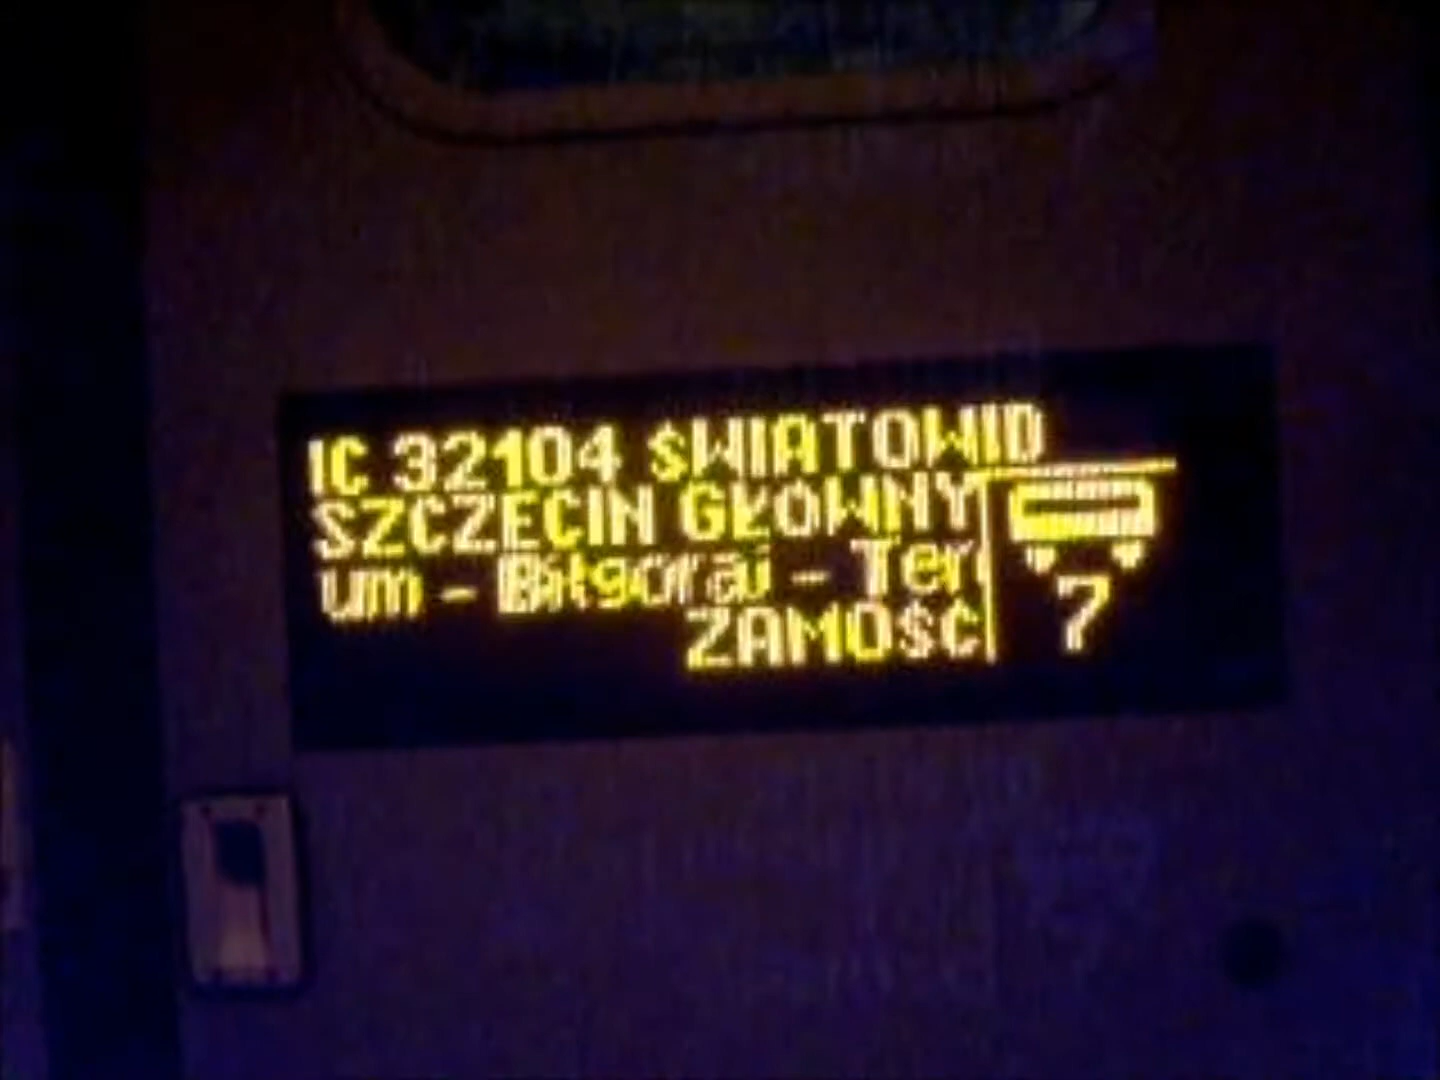 IC 32104 ŚWIATOWID
SZCZECIN GŁÓWNY
um - Biłgoraj - Ter
ZAMOŚĆ
7